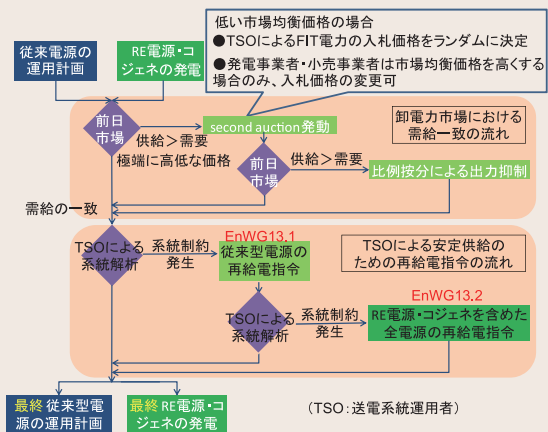 低い市場均衡価格の場合
●TSOによるFIT電力の入札価格をランダムに決定
●発電事業者・小売事業者は市場均衡価格を高くする
場合のみ、入札価格の変更可
従来電源の
運用計画
RE電源・コ
ジェネの発電
前日
市場
供給＞需要
極端に高低な価格
second auction発動
卸電力市場における
需給一致の流れ
前日
市場
供給＞需要
比例按分による出力抑制
需給の一致
TSOによる
系統解析
系統制約
発生
EnWG13.1
従来型電源の
再給電指令
TSOによる安定供給の
ための再給電指令の流れ
TSOによる
系統解析
系統制約
発生
EnWG13.2
RE電源・コジェネを含めた
全電源の再給電指令
最終 従来型電
源の運用計画
最終 RE電源・コ
ジェネの発電
（TSO：送電系統運用者）